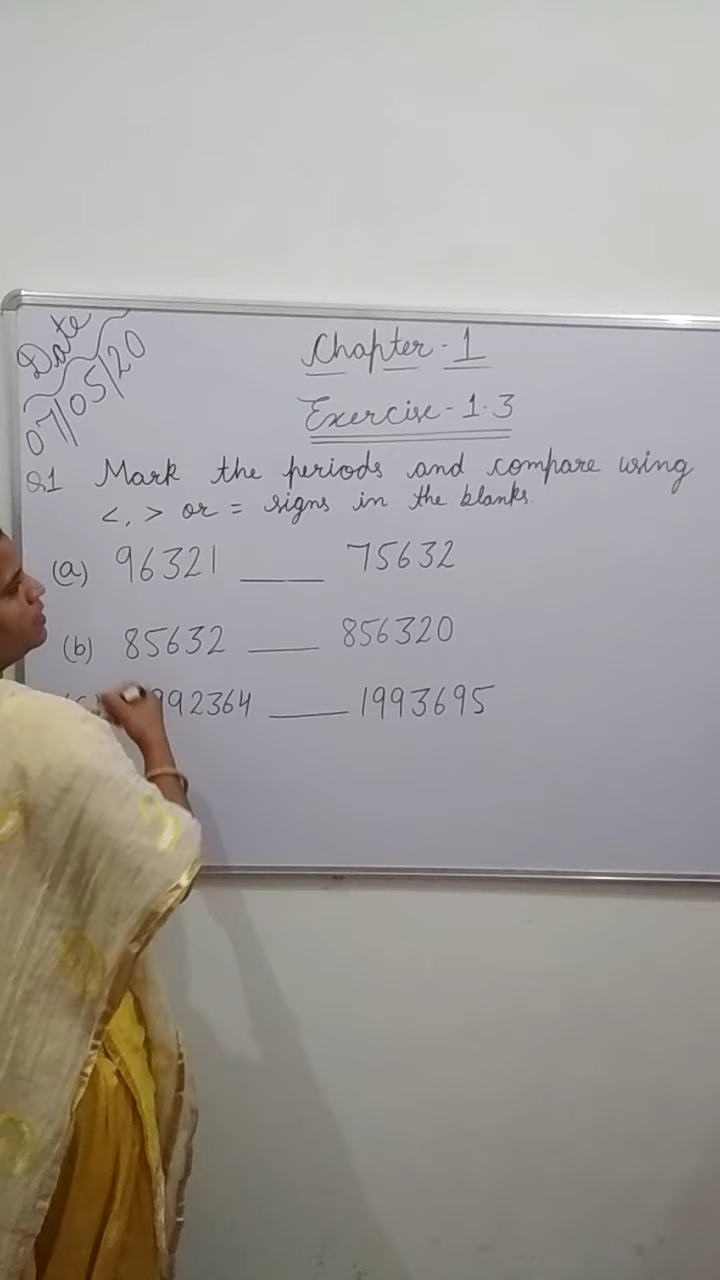 Date
07/05/20
Chapter - 1
Exercise - 1.3
Q1 Mark the periods and compare using
<, > or = signs in the blanks.
(a) 96321 ____ 75632
(b) 85632 ____ 856320
992364 ____ 1993695